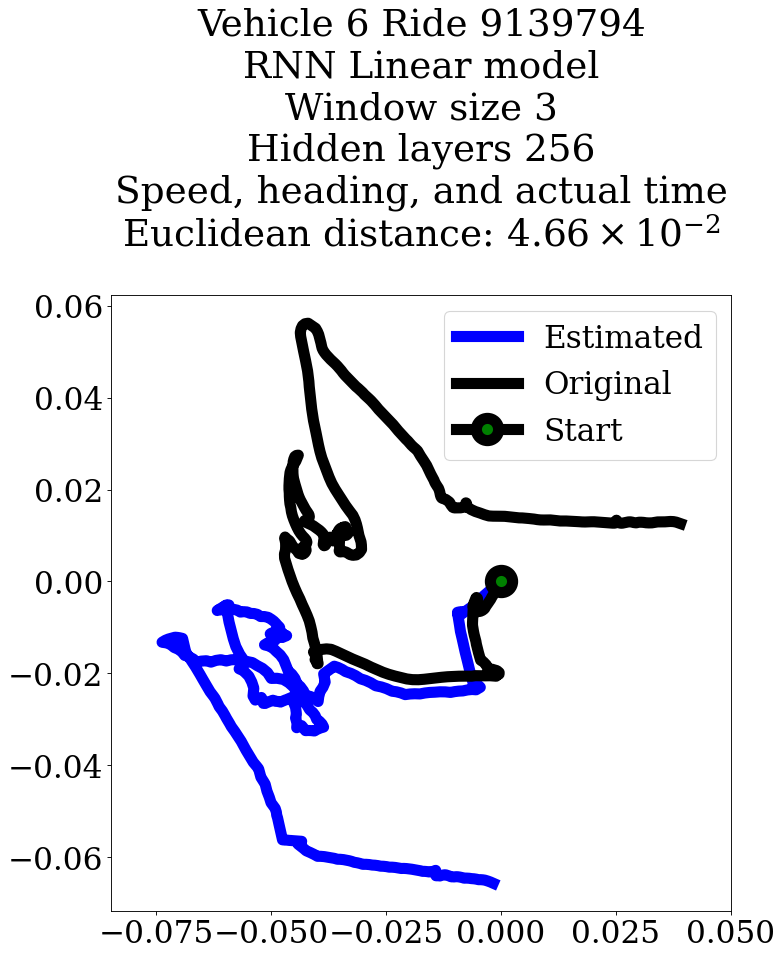 Vehicle 6 Ride 9139794
RNN Linear model
Window size 3
Hidden layers 256
Speed, heading, and actual time
Euclidean distance: 4.66 × 10⁻²
Estimated
Original
Start
0.06
0.04
0.02
0.00
−0.02
−0.04
−0.06
−0.075 −0.050 −0.025 0.000 0.025 0.050